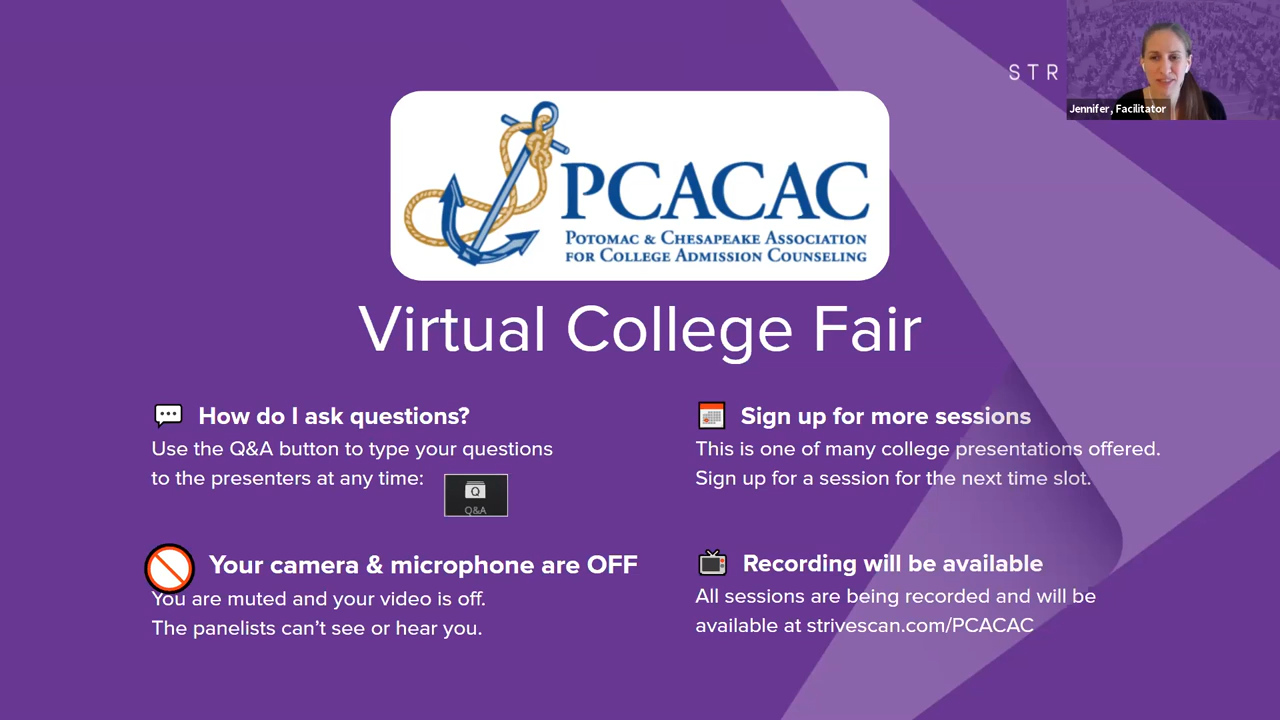 STR
Jennifer, Facilitator
PCACAC
POTOMAC & CHESAPEAKE ASSOCIATION
FOR COLLEGE ADMISSION COUNSELING
Virtual College Fair
How do I ask questions?
Use the Q&A button to type your questions
to the presenters at any time:
Q
Q&A
Sign up for more sessions
This is one of many college presentations offered.
Sign up for a session for the next time slot.
Your camera & microphone are OFF
You are muted and your video is off.
The panelists can’t see or hear you.
Recording will be available
All sessions are being recorded and will be
available at strivescan.com/PCACAC